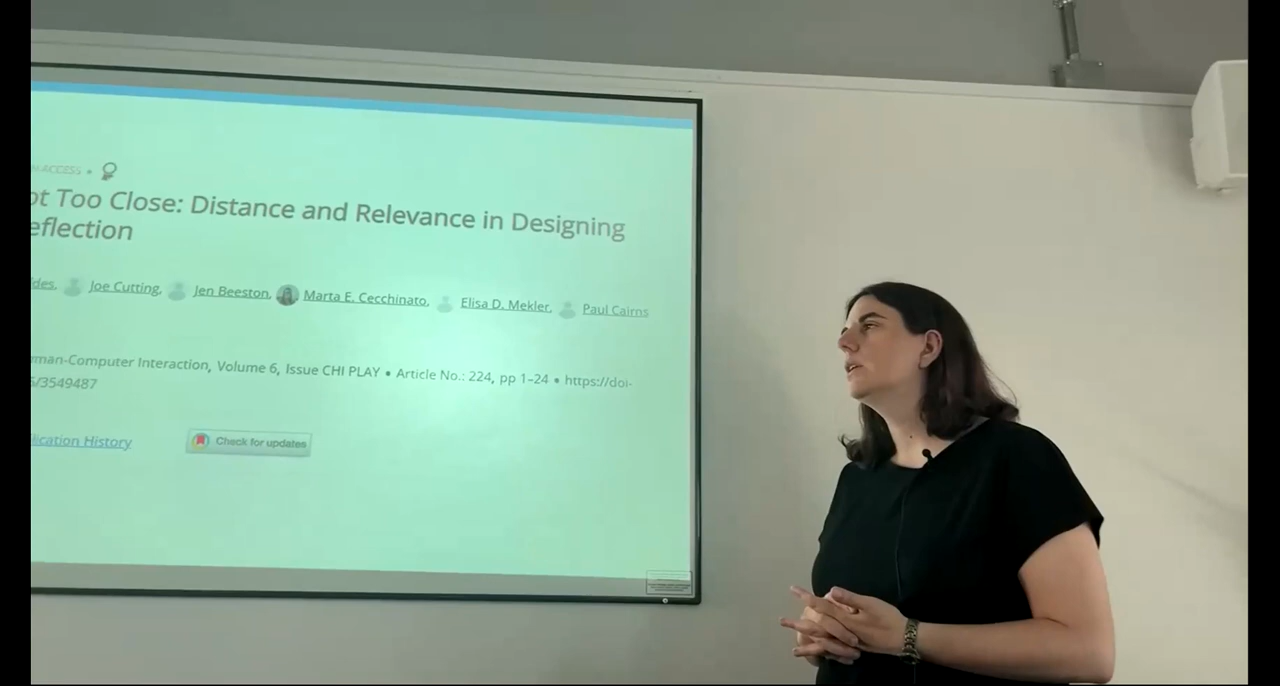 ACCESS •
ot Too Close: Distance and Relevance in Designing
eflection
des, Joe Cutting, Jen Beeston, Marta E. Cecchinato, Elisa D. Mekler, Paul Cairns
man-Computer Interaction, Volume 6, Issue CHI PLAY • Article No.: 224, pp 1–24 • https://doi-
/3549487
ication History Check for updates